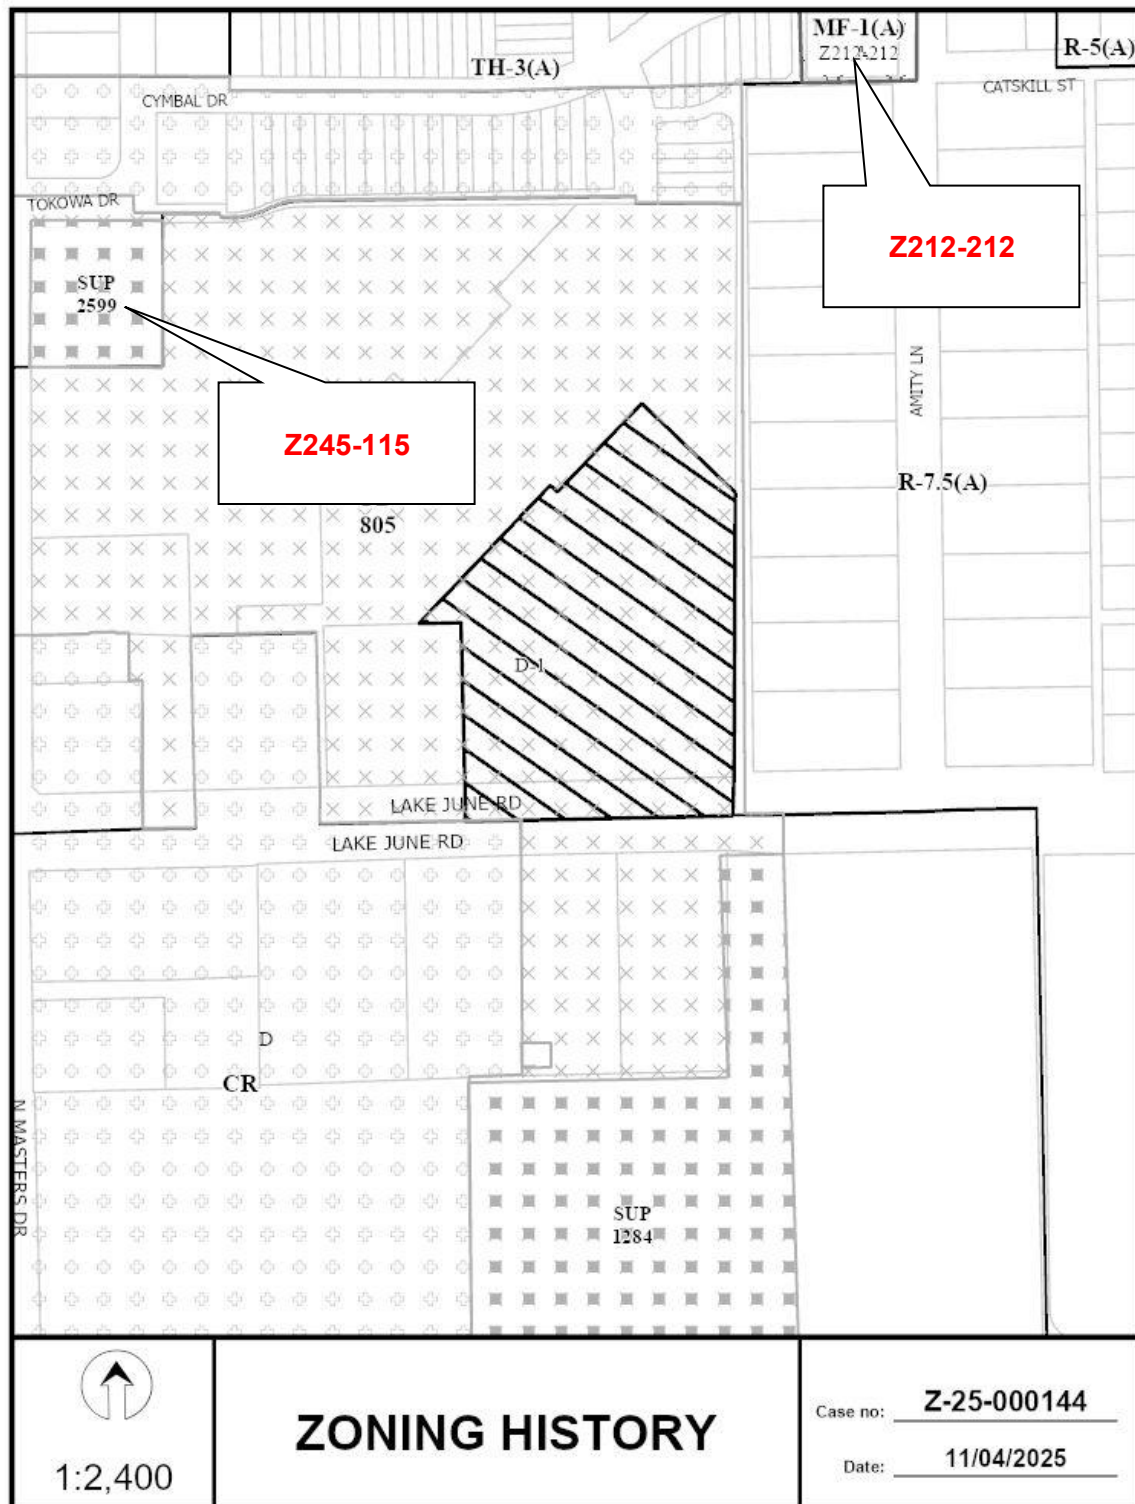 MF-1(A)
Z212-212
R-5(A)
TH-3(A)
CATSKILL ST
CYMBAL DR
TOKOWA DR
Z212-212
SUP
2599
AMITY LN
Z245-115
R-7.5(A)
805
D-1
LAKE JUNE RD
LAKE JUNE RD
D
CR
N MASTERS DR
SUP
1284
1:2,400
ZONING HISTORY
Case no: Z-25-000144
Date: 11/04/2025